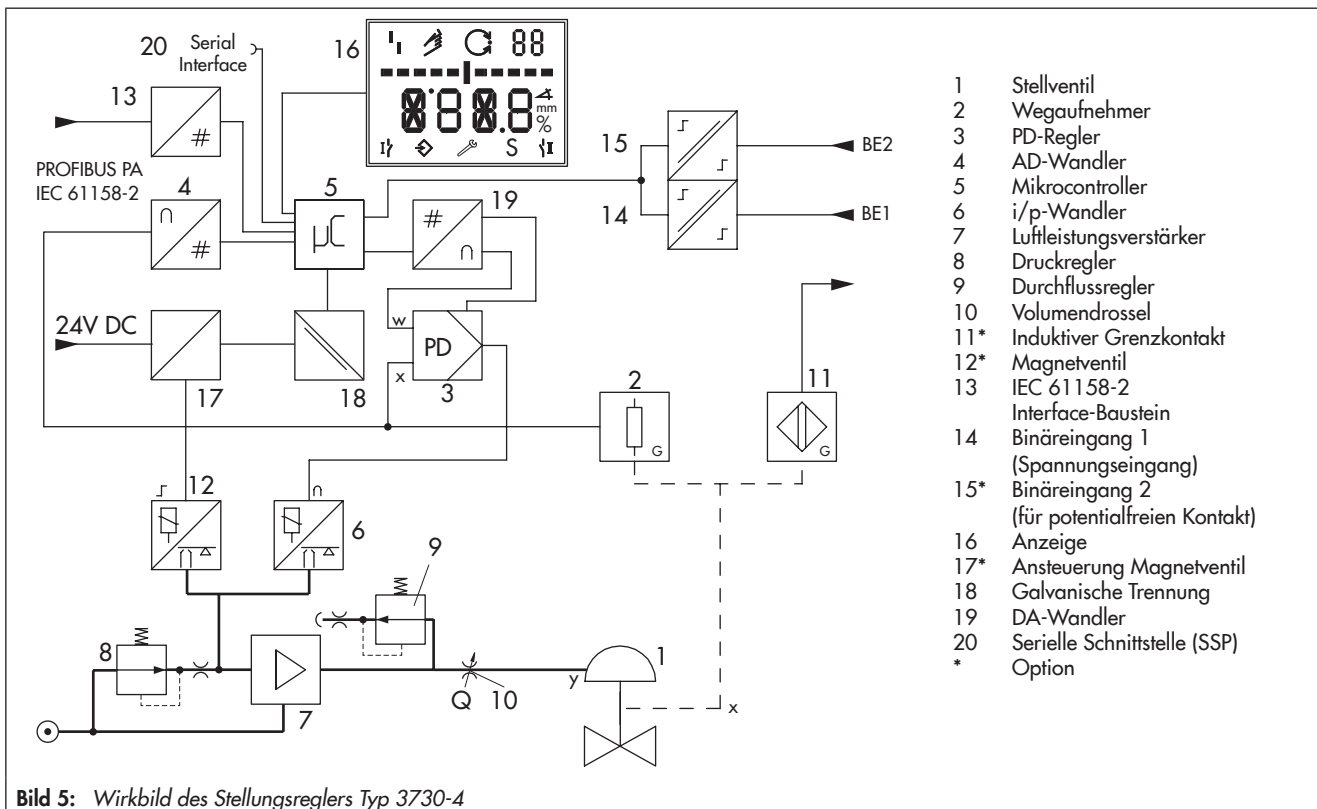 20 Serial
Interface
16
88
8.88.8
mm
%
S
13
#
PROFIBUS PA
IEC 61158-2
4
#
5
µC
#
19
15
BE2
14
BE1
24V DC
17
18
w
PD
x
3
2
G
11
G
12
6
9
8
7
Q
10
y
1
x
1 Stellventil
2 Wegaufnehmer
3 PD-Regler
4 AD-Wandler
5 Mikrocontroller
6 i/p-Wandler
7 Luftleistungsverstärker
8 Druckregler
9 Durchflussregler
10 Volumendrossel
11* Induktiver Grenzkontakt
12* Magnetventil
13 IEC 61158-2
Interface-Baustein
14 Binäreingang 1
(Spannungseingang)
15* Binäreingang 2
(für potentialfreien Kontakt)
16 Anzeige
17* Ansteuerung Magnetventil
18 Galvanische Trennung
19 DA-Wandler
20 Serielle Schnittstelle (SSP)
* Option
Bild 5: Wirkbild des Stellungsreglers Typ 3730-4